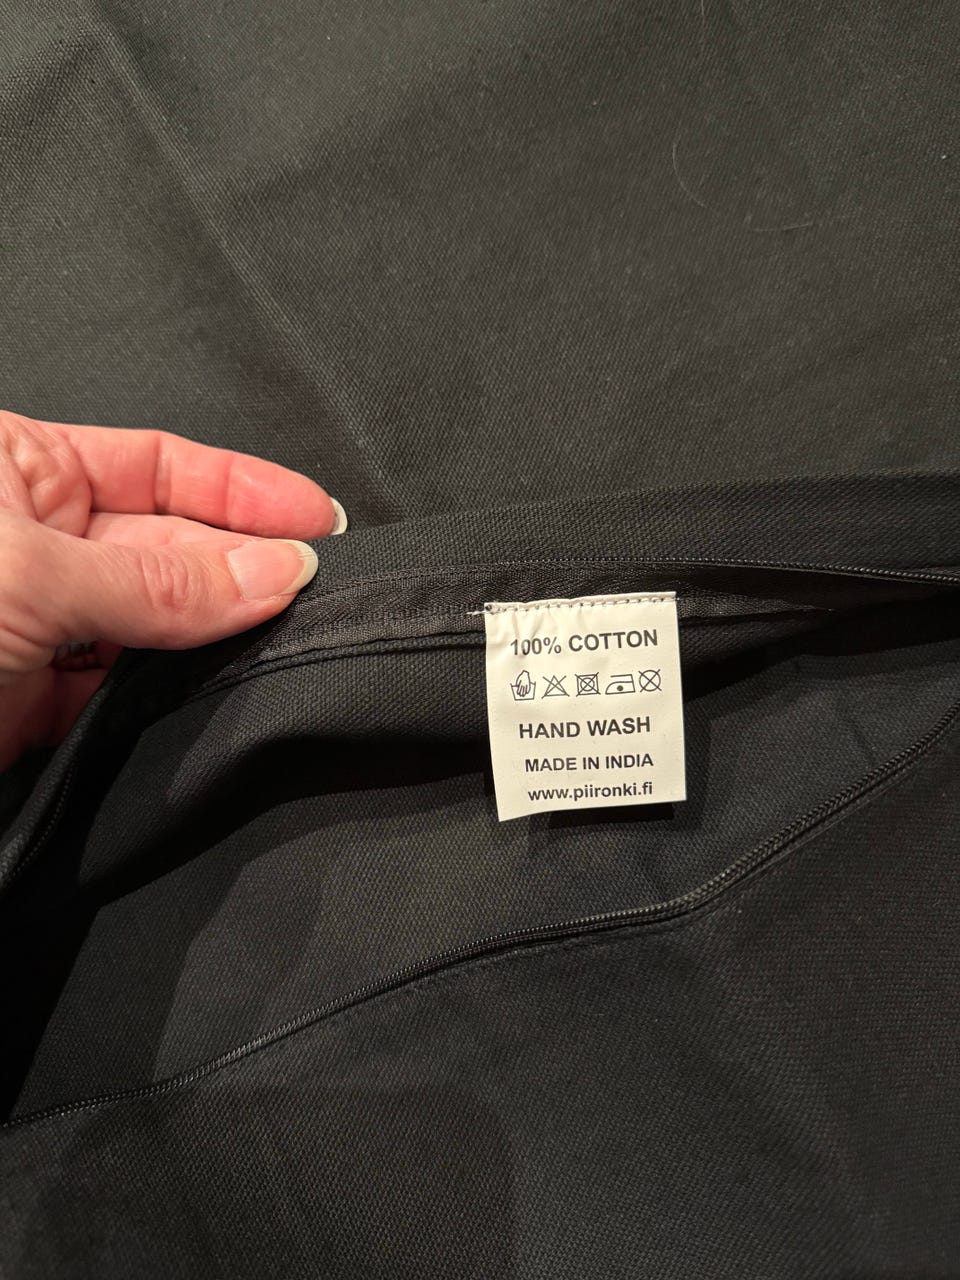 100% COTTON
HAND WASH
MADE IN INDIA
www.piironki.fi